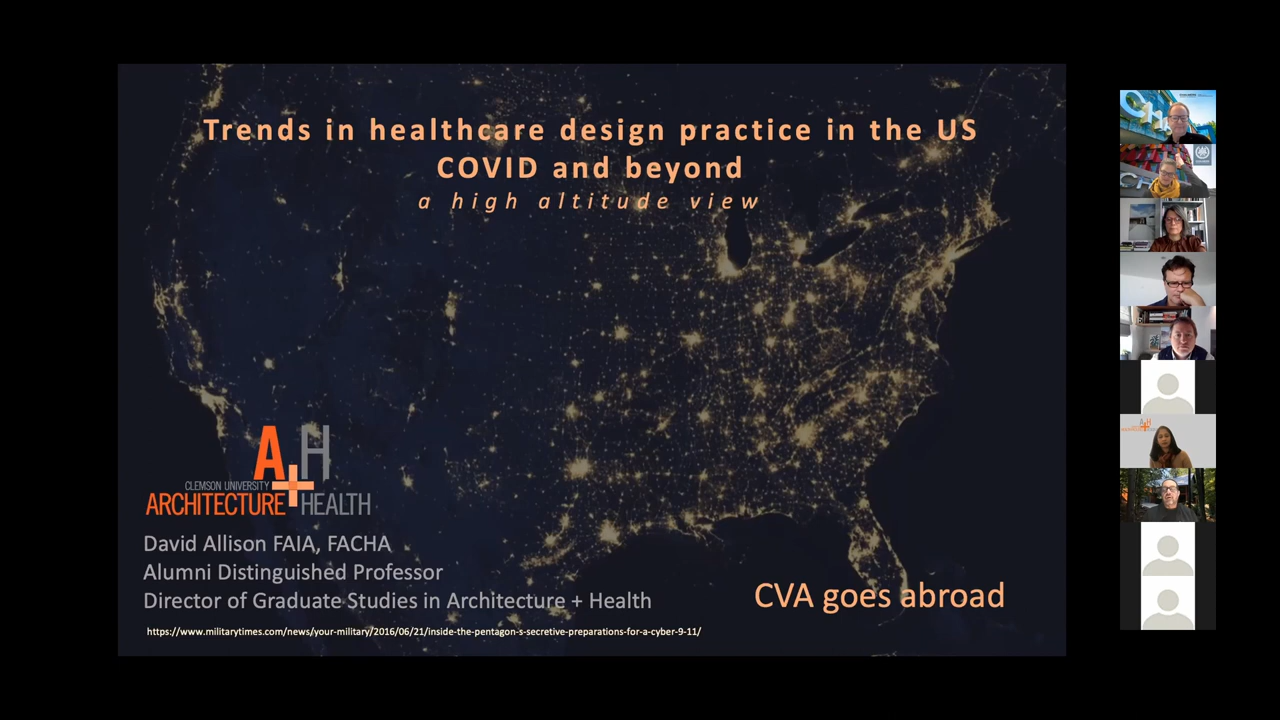 Trends in healthcare design practice in the US
COVID and beyond
a high altitude view
A+H
CLEMSON UNIVERSITY
ARCHITECTURE+HEALTH
David Allison FAIA, FACHA
Alumni Distinguished Professor
Director of Graduate Studies in Architecture + Health
CVA goes abroad
https://www.militarytimes.com/news/your-military/2016/06/21/inside-the-pentagon-s-secretive-preparations-for-a-cyber-9-11/